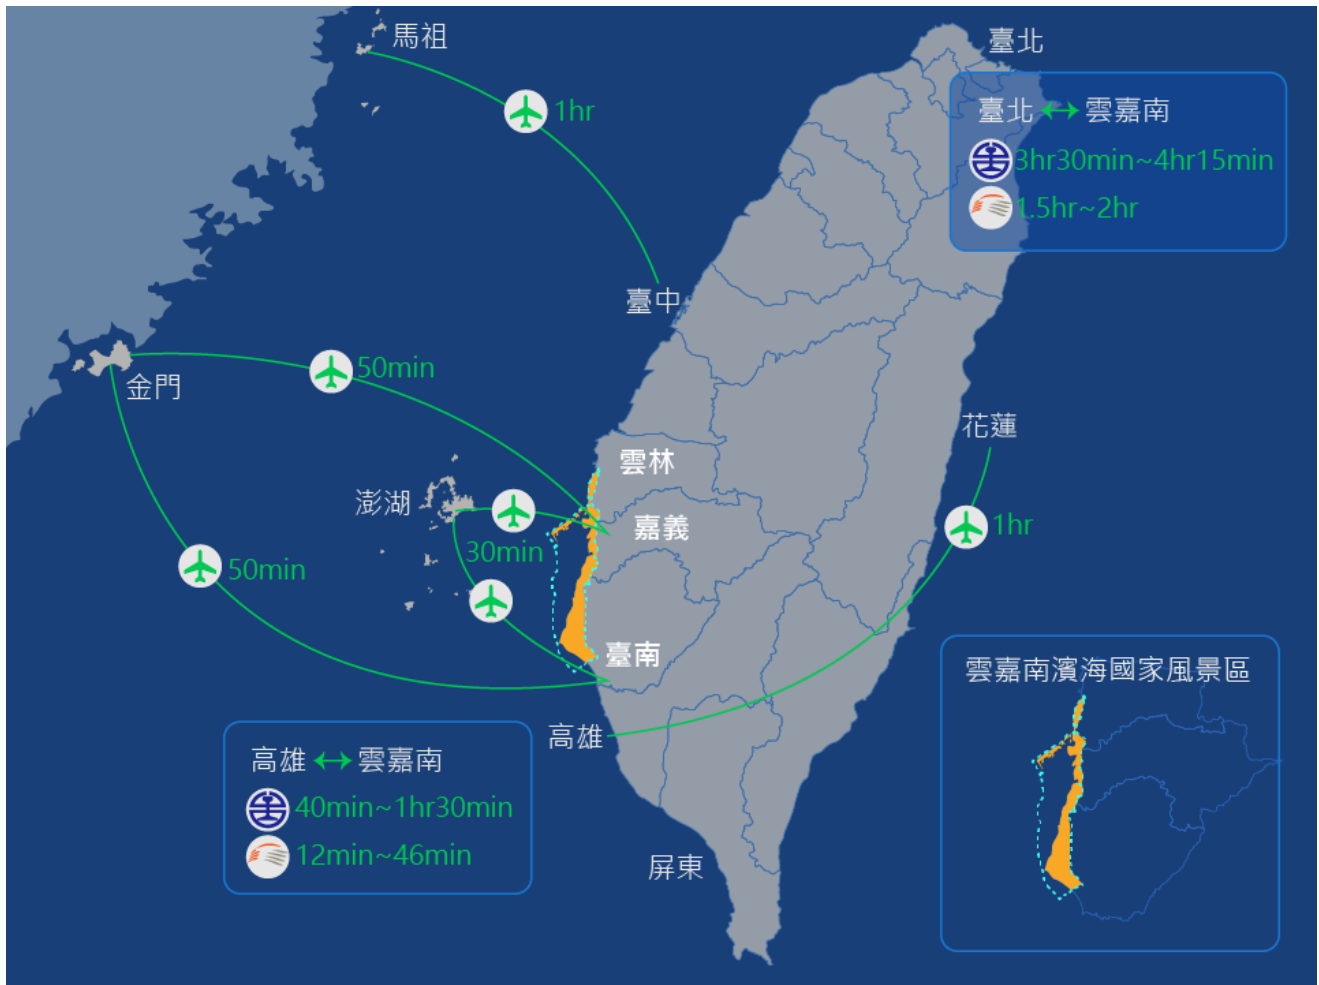 馬祖
臺北
1hr
臺北↔雲嘉南
3hr30min~4hr15min
1.5hr~2hr
臺中
50min
金門
花蓮
雲林
澎湖
嘉義
1hr
30min
50min
臺南
雲嘉南濱海國家風景區
高雄
高雄↔雲嘉南
40min~1hr30min
12min~46min
屏東